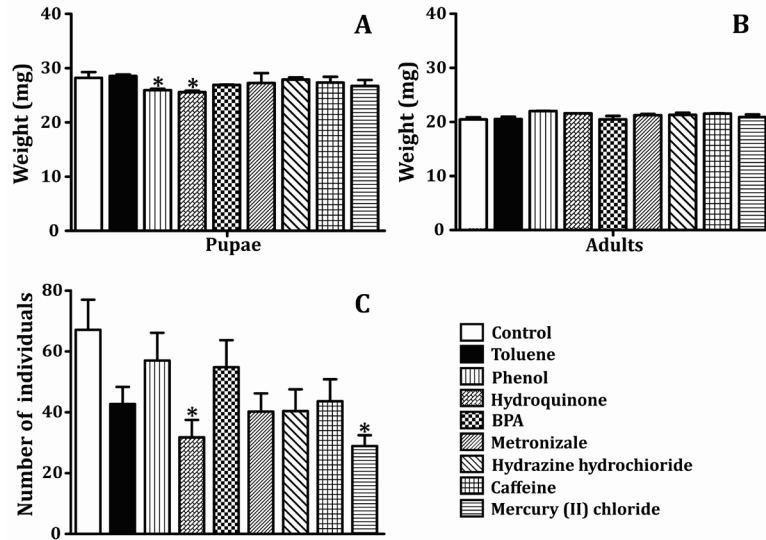 A
Weight (mg)
40
30
20
10
0
* *
Pupae
B
Weight (mg)
40
30
20
10
0
Adults
C
Number of individuals
80
60
40
20
0
*
*
Control
Toluene
Phenol
Hydroquinone
BPA
Metronizale
Hydrazine hydrochioride
Caffeine
Mercury (II) chloride